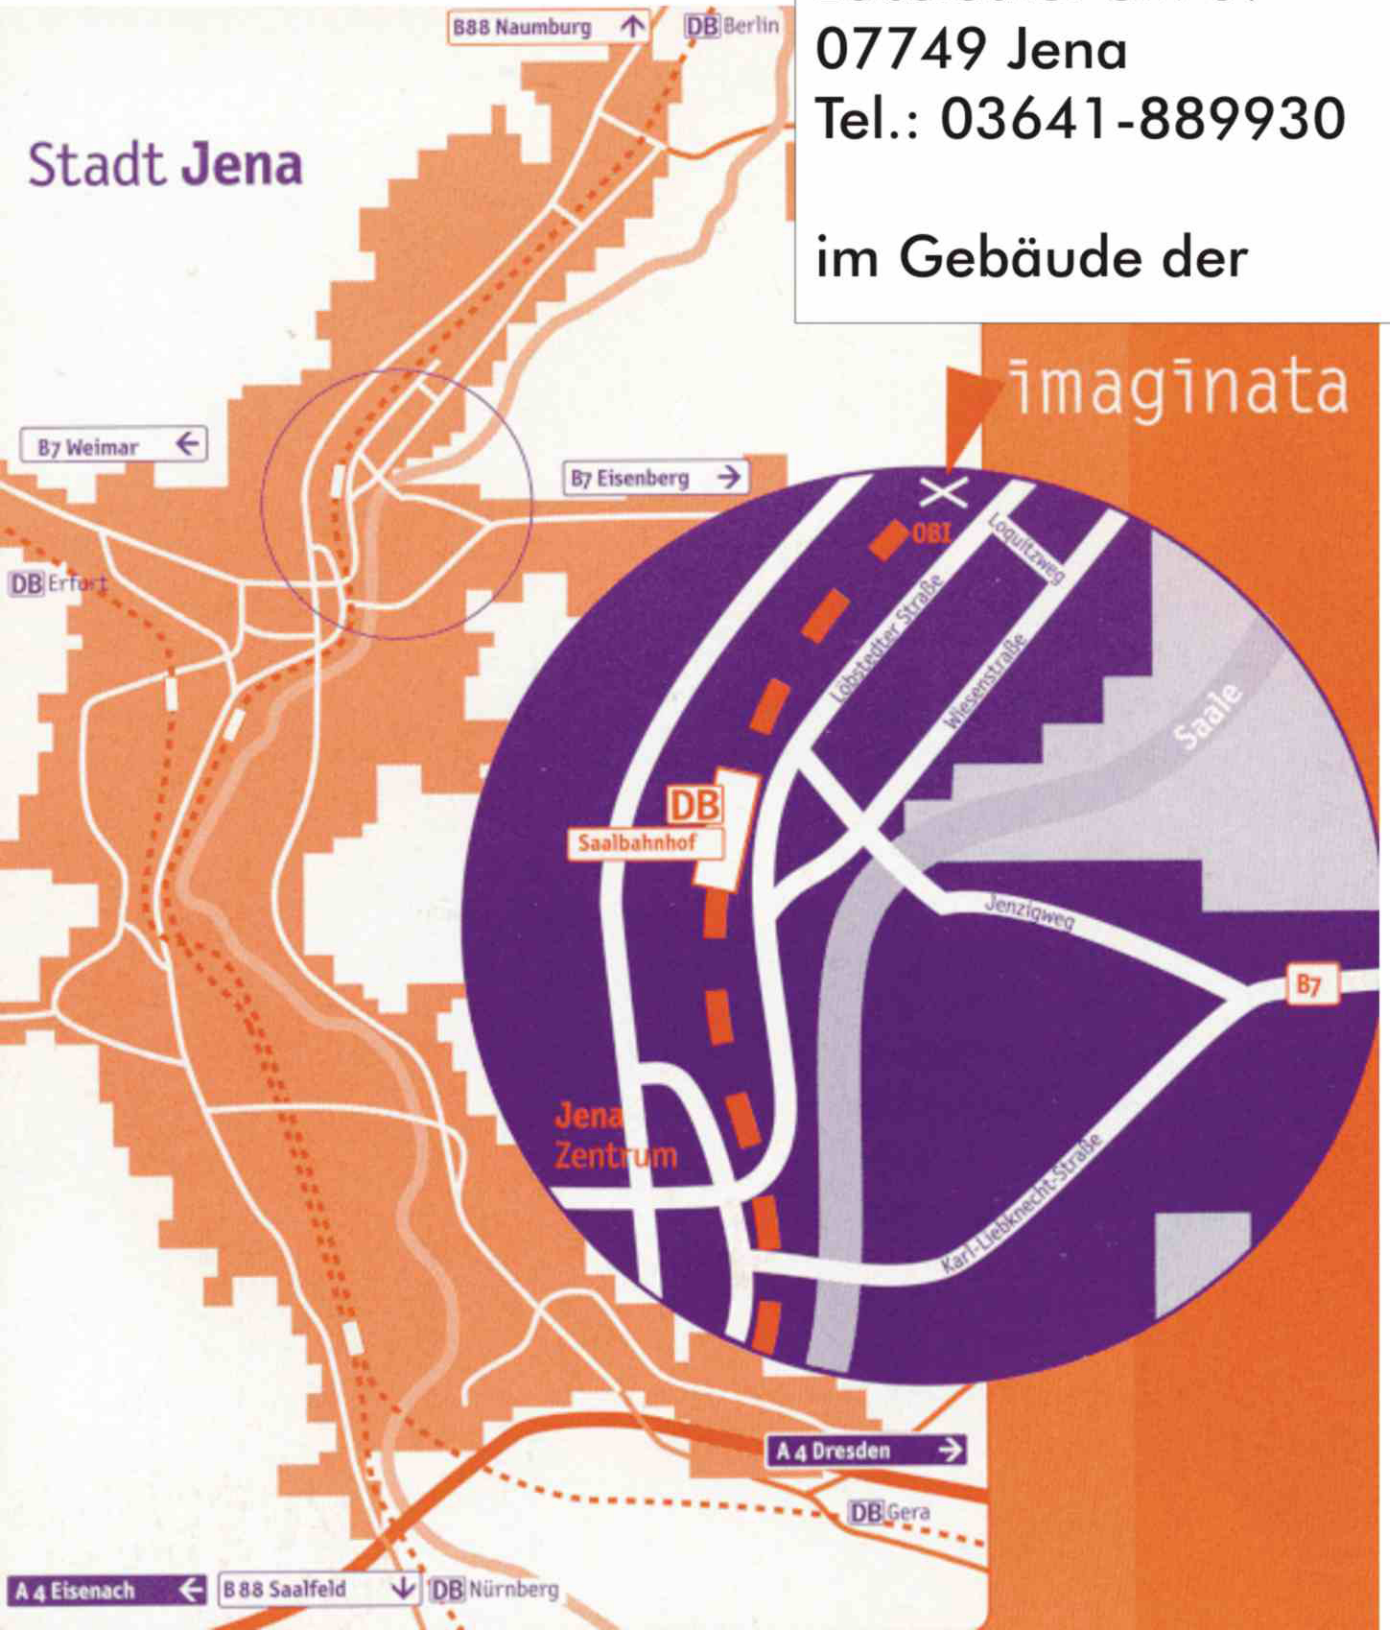 07749 Jena
Tel.: 03641-889930
im Gebäude der
imaginata
Stadt Jena
B88 Naumburg ↑
DB Berlin
B7 Weimar ←
B7 Eisenberg →
DB Erfurt
OBI
Loquitzweg
Löbstedter Straße
Wiesenstraße
Saale
DB
Saalbahnhof
Jenzigweg
B7
Jena
Zentrum
Karl-Liebknecht-Straße
A 4 Dresden →
DB Gera
A 4 Eisenach ←
B 88 Saalfeld ↓
DB Nürnberg